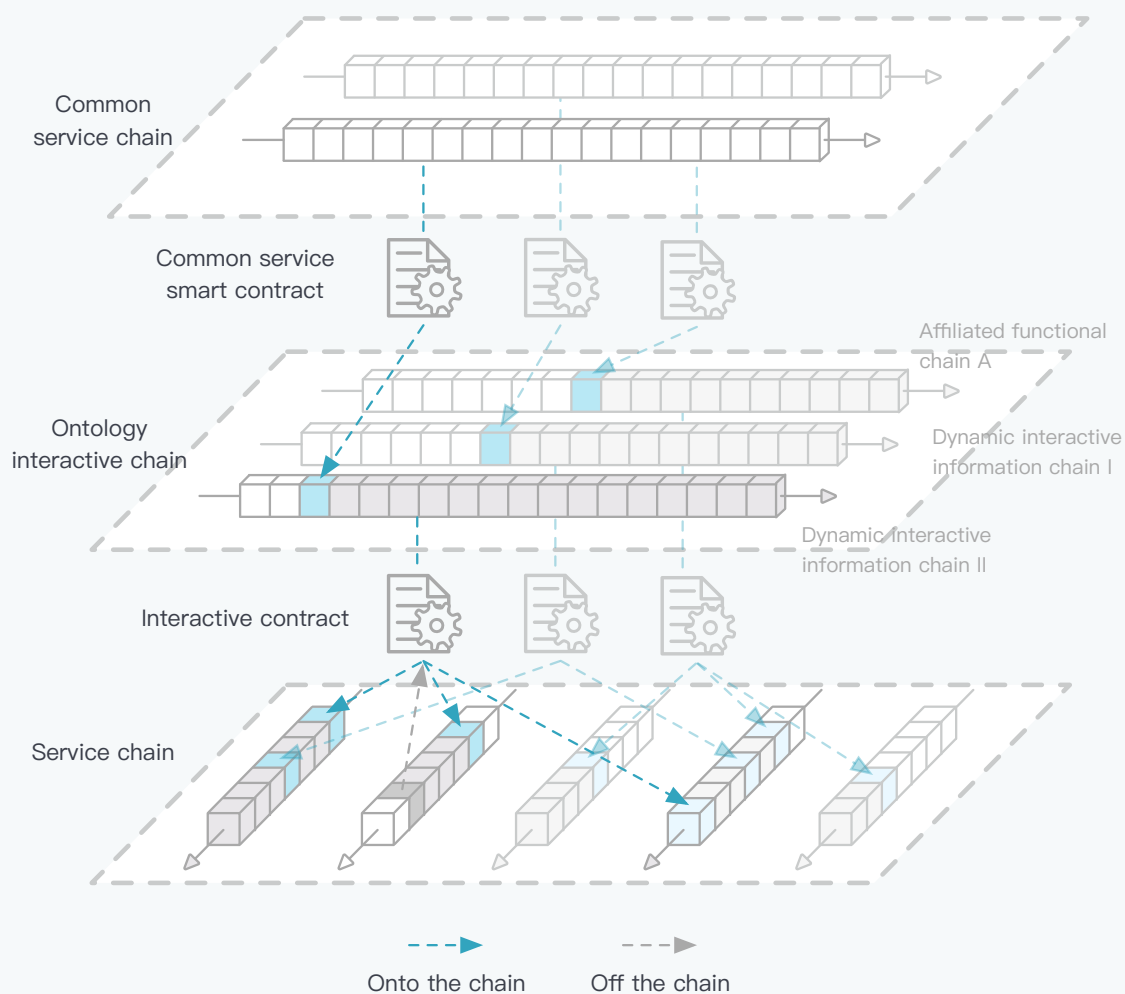 Common
service chain
Common service
smart contract
Affiliated functional
chain A
Ontology
interactive chain
Dynamic interactive
information chain I
Dynamic interactive
information chain II
Interactive contract
Service chain
Onto the chain
Off the chain